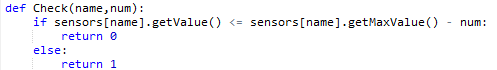 def Check(name,num):
    if sensors[name].getValue() <= sensors[name].getMaxValue() - num:
        return 0
    else:
        return 1